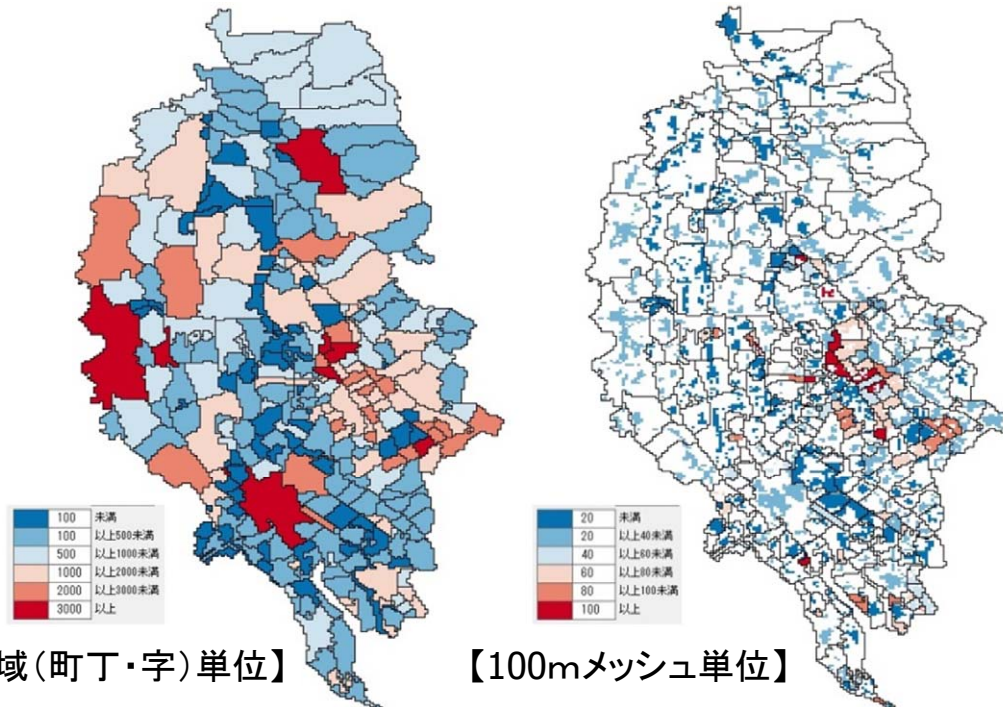 100 未満
100 以上500未満
500 以上1000未満
1000 以上2000未満
2000 以上3000未満
3000 以上
20 未満
20 以上40未満
40 以上60未満
60 以上80未満
80 以上100未満
100 以上
域(町丁・字)単位】
【100mメッシュ単位】